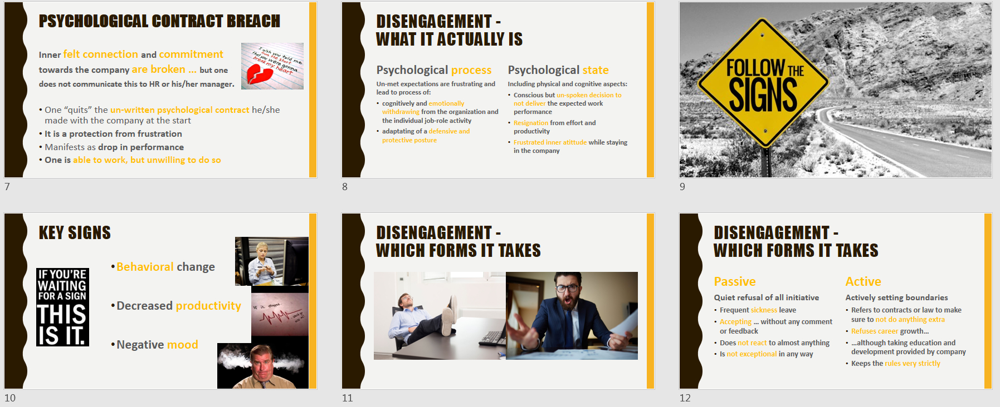 PSYCHOLOGICAL CONTRACT BREACH
Inner felt connection and commitment
towards the company are broken ... but one
does not communicate this to HR or his/her manager.
I wish you told me
from the start
that you were gonna
break my heart
• One “quits” the un-written psychological contract he/she
made with the company at the start
• It is a protection from frustration
• Manifests as drop in performance
• One is able to work, but unwilling to do so
7
DISENGAGEMENT -
WHAT IT ACTUALLY IS
Psychological process
Un-met expectations are frustrating and
lead to process of:
• cognitively and emotionally
withdrawing from the organization and
the individual job-role activity
• adaptating of a defensive and
protective posture
Psychological state
Including physical and cognitive aspects:
• Conscious but un-spoken decision to
not deliver the expected work
performance
• Resignation from effort and
productivity
• Frustrated inner atittude while staying
in the company
8
FOLLOW THE
SIGNS
9
KEY SIGNS
IF YOU'RE
WAITING
FOR A SIGN
THIS
IS IT.
• Behavioral change
• Decreased productivity
• Negative mood
If it stopped...
10
DISENGAGEMENT -
WHICH FORMS IT TAKES
11
DISENGAGEMENT -
WHICH FORMS IT TAKES
Passive
Quiet refusal of all initiative
• Frequent sickness leave
• Accepting ... without any comment
or feedback
• Does not react to almost anything
• Is not exceptional in any way
Active
Actively setting boundaries
• Refers to contracts or law to make
sure to not do anything extra
• Refuses career growth...
• ...although taking education and
development provided by company
• Keeps the rules very strictly
12